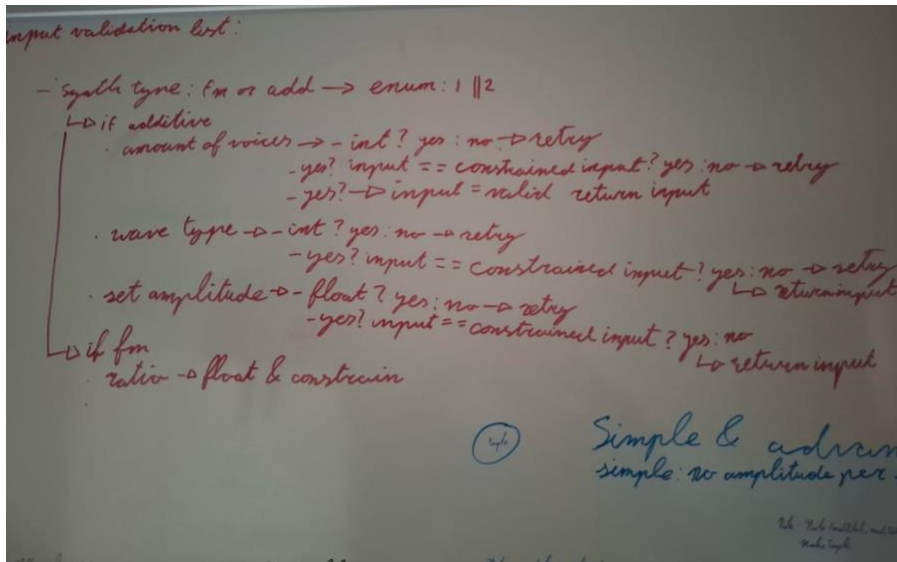 input validation list:
- Synth type: fm or add → enum: 1 || 2
↳ if additive
· amount of voices → - int? yes: no → retry
- yes? input == constrained input? yes: no → retry
- yes? → input = valid return input
· wave type → - int? yes: no → retry
- yes? input == constrained input? yes: no → retry
↳ return input
· set amplitude → - float? yes: no → retry
- yes? input == constrained input? yes: no
↳ return input
↳ if fm
· ratio → float & constrain
·
Simple & advan
simple: no amplitude per